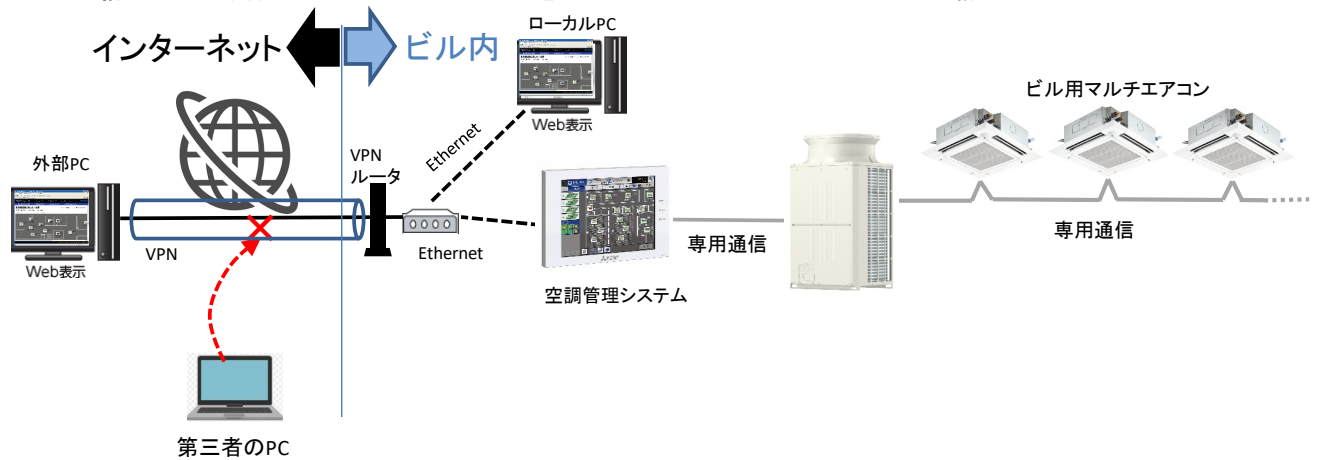 インターネット
ビル内
ローカルPC
Web表示
ビル用マルチエアコン
外部PC
Web表示
VPN
VPN
ルータ
Ethernet
Ethernet
専用通信
専用通信
空調管理システム
第三者のPC